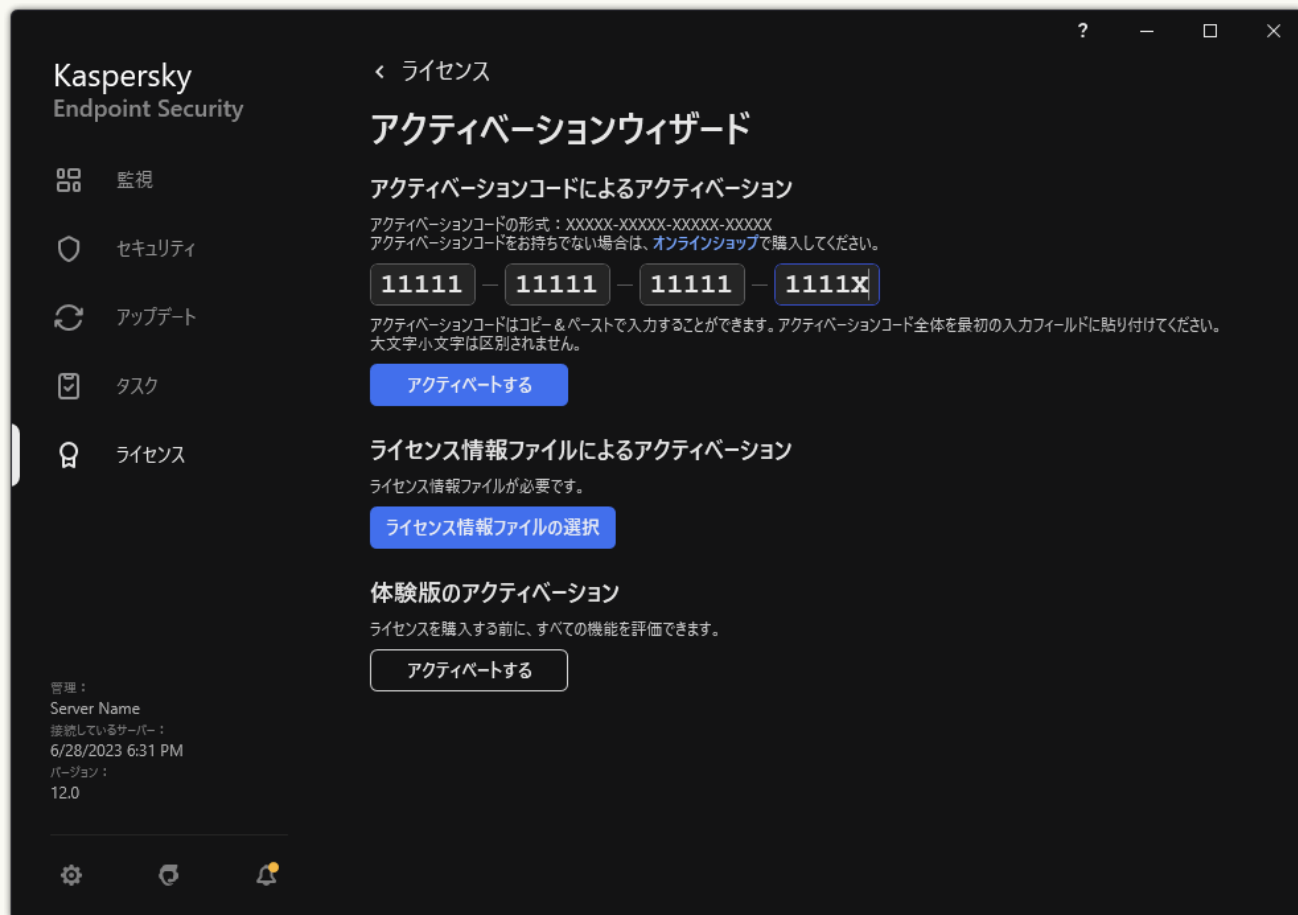 ?
Kaspersky
Endpoint Security
監視
セキュリティ
アップデート
タスク
ライセンス
管理：
Server Name
接続しているサーバー：
6/28/2023 6:31 PM
バージョン：
12.0
ライセンス
アクティベーションウィザード
アクティベーションコードによるアクティベーション
アクティベーションコードの形式：XXXXX-XXXXX-XXXXX-XXXXX
アクティベーションコードをお持ちでない場合は、オンラインショップで購入してください。
11111 – 11111 – 11111 – 1111x
アクティベーションコードはコピー＆ペーストで入力することができます。アクティベーションコード全体を最初の入力フィールドに貼り付けてください。
大文字小文字は区別されません。
アクティベートする
ライセンス情報ファイルによるアクティベーション
ライセンス情報ファイルが必要です。
ライセンス情報ファイルの選択
体験版のアクティベーション
ライセンスを購入する前に、すべての機能を評価できます。
アクティベートする